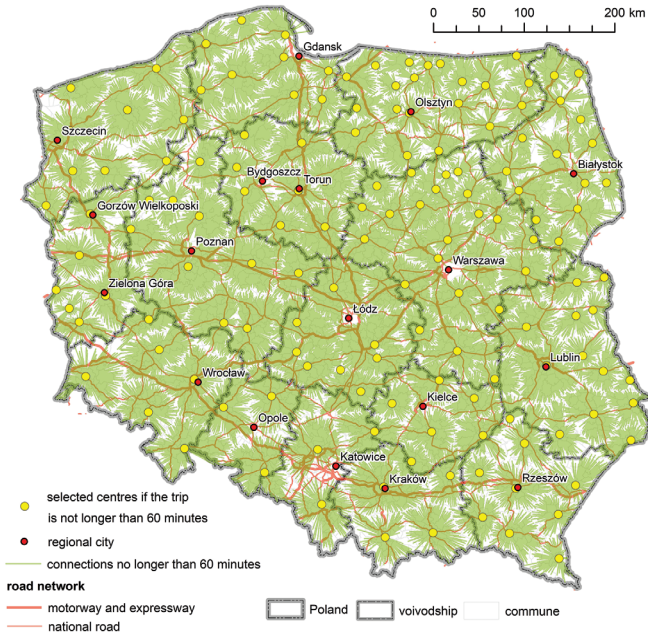 0 50 100 200 km
Gdansk
Olsztyn
Szczecin
Białystok
Bydgoszcz
Torun
Gorzów Wielkoposki
Poznan
Warszawa
Zielona Góra
Łódz
Lublin
Wrocław
Kielce
Opole
Katowice
Kraków
Rzeszów
selected centres if the trip
is not longer than 60 minutes
regional city
connections no longer than 60 minutes
road network
motorway and expressway
national road
Poland
voivodship
commune